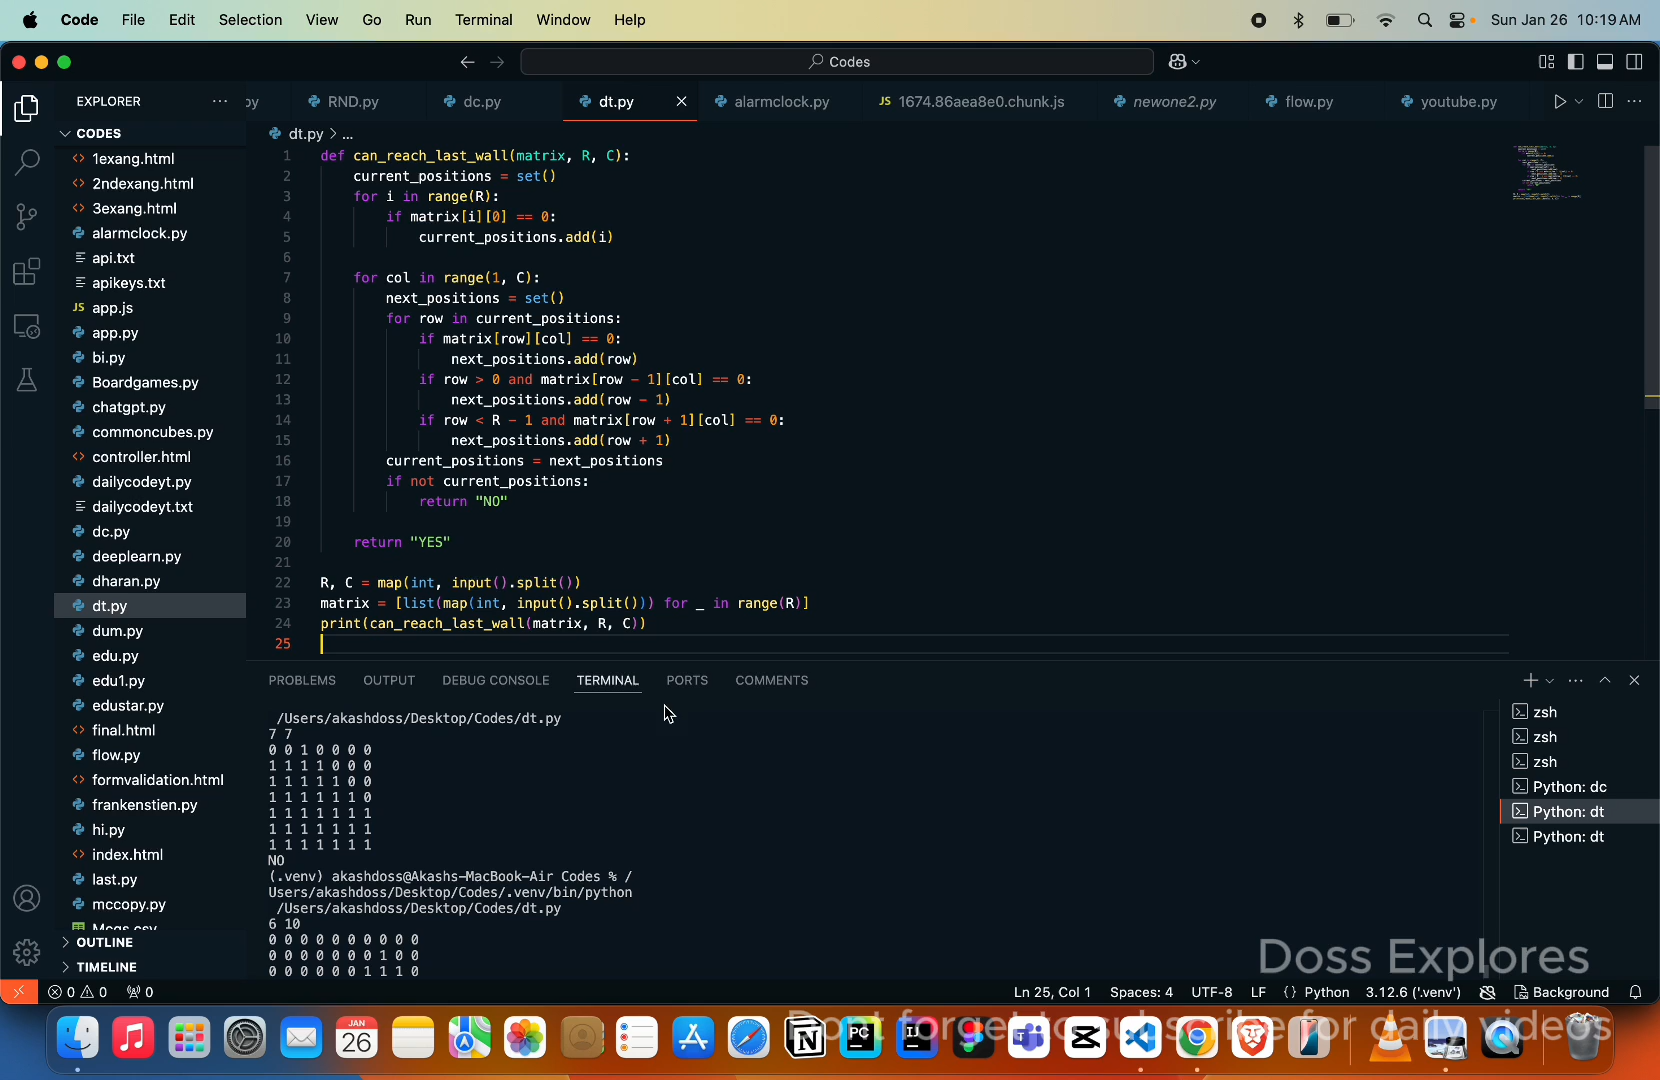 Code File Edit Selection View Go Run Terminal Window Help Sun Jan 26 10:19 AM
Codes
EXPLORER
py RND.py dc.py dt.py alarmclock.py JS 1674.86aea8e0.chunk.js newone2.py flow.py youtube.py
CODES
1exang.html
2ndexang.html
3exang.html
alarmclock.py
api.txt
apikeys.txt
JS app.js
app.py
bi.py
Boardgames.py
chatgpt.py
commoncubes.py
controller.html
dailycodeyt.py
dailycodeyt.txt
dc.py
deeplearn.py
dharan.py
dt.py
dum.py
edu.py
edu1.py
edustar.py
final.html
flow.py
formvalidation.html
frankenstien.py
hi.py
index.html
last.py
mccopy.py
Mcqs.csv
OUTLINE
TIMELINE
dt.py > ...
1 def can_reach_last_wall(matrix, R, C):
2 current_positions = set()
3 for i in range(R):
4 if matrix[i][0] == 0:
5 current_positions.add(i)
6
7 for col in range(1, C):
8 next_positions = set()
9 for row in current_positions:
10 if matrix[row][col] == 0:
11 next_positions.add(row)
12 if row > 0 and matrix[row - 1][col] == 0:
13 next_positions.add(row - 1)
14 if row < R - 1 and matrix[row + 1][col] == 0:
15 next_positions.add(row + 1)
16 current_positions = next_positions
17 if not current_positions:
18 return "NO"
19
20 return "YES"
21
22 R, C = map(int, input().split())
23 matrix = [list(map(int, input().split())) for _ in range(R)]
24 print(can_reach_last_wall(matrix, R, C))
25
PROBLEMS OUTPUT DEBUG CONSOLE TERMINAL PORTS COMMENTS
/Users/akashdoss/Desktop/Codes/dt.py
7 7
0 0 1 0 0 0 0
1 1 1 1 0 0 0
1 1 1 1 1 0 0
1 1 1 1 1 1 0
1 1 1 1 1 1 1
1 1 1 1 1 1 1
1 1 1 1 1 1 1
NO
(.venv) akashdoss@Akashs-MacBook-Air Codes % /
Users/akashdoss/Desktop/Codes/.venv/bin/python
/Users/akashdoss/Desktop/Codes/dt.py
6 10
0 0 0 0 0 0 0 0 0 0
0 0 0 0 0 0 0 1 0 0
0 0 0 0 0 0 1 1 1 0
zsh
zsh
zsh
Python: dc
Python: dt
Python: dt
Doss Explores
0 0 0 Ln 25, Col 1 Spaces: 4 UTF-8 LF {} Python 3.12.6 ('.venv') Background
JAN
26
PC
IJ
Dont forget to subscribe for daily videos